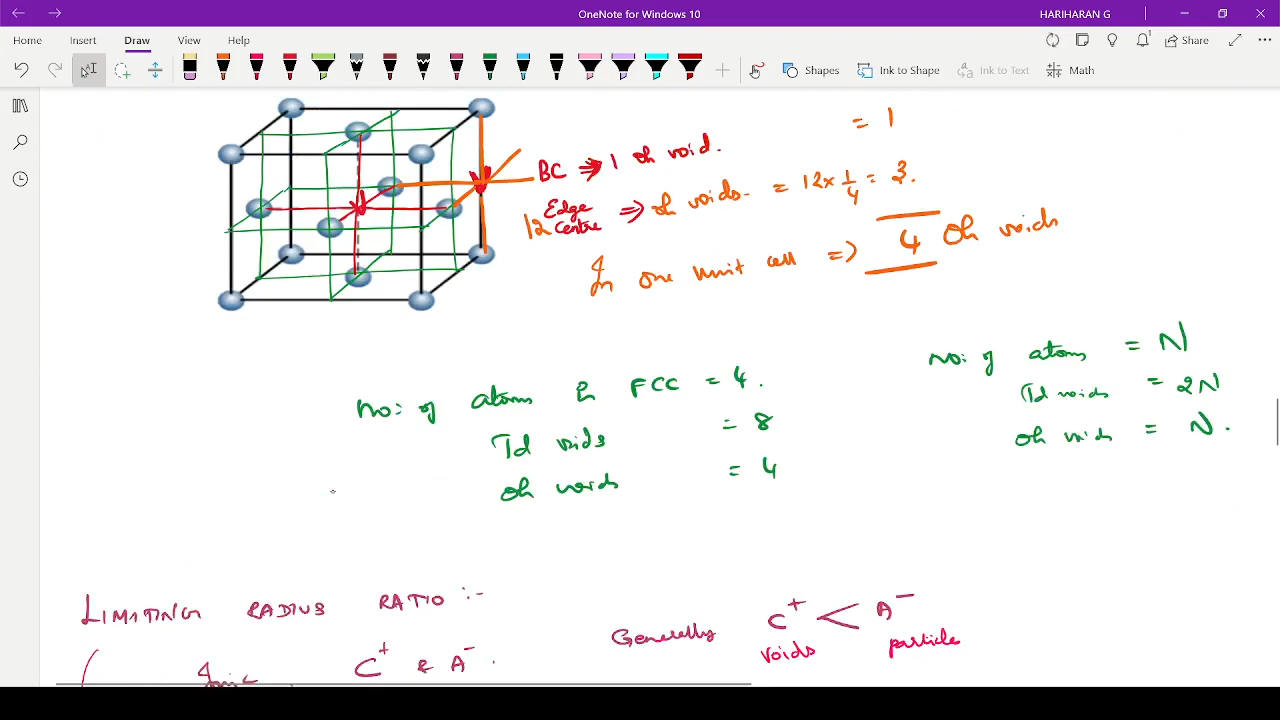 OneNote for Windows 10
HARIHARAN G
Home Insert Draw View Help
Share
Shapes Ink to Shape Ink to Text Math
= 1
BC ⇒ 1 Oh void.
12 Edge Centre ⇒ Oh voids = 12 × 1/4 = 3.
In one unit cell => 4 Oh voids
No: of atoms in FCC = 4.
Td voids = 8
Oh voids = 4
No: of atoms = N
Td voids = 2N
Oh voids = N.
LIMITING RADIUS RATIO :-
Generally C+ < A-
voids particles
Ionic C+ & A-.